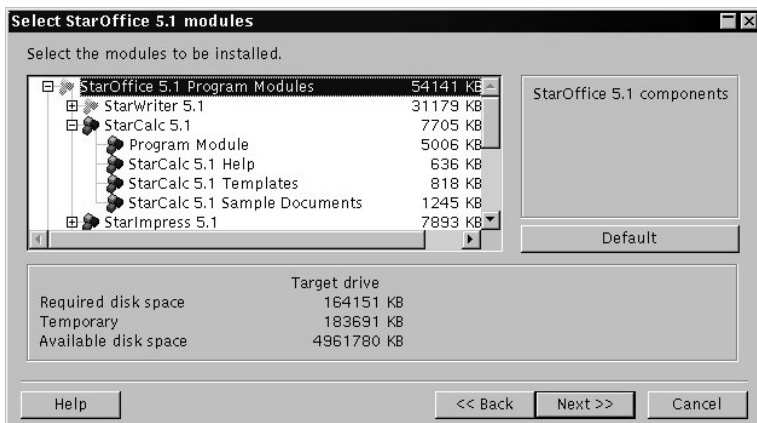 Select StarOffice 5.1 modules
Select the modules to be installed.
StarOffice 5.1 Program Modules 54141 KB
StarWriter 5.1 31179 KB
StarCalc 5.1 7705 KB
Program Module 5006 KB
StarCalc 5.1 Help 636 KB
StarCalc 5.1 Templates 818 KB
StarCalc 5.1 Sample Documents 1245 KB
StarImpress 5.1 7893 KB
StarOffice 5.1 components
Default
Target drive
Required disk space 164151 KB
Temporary 183691 KB
Available disk space 4961780 KB
Help << Back Next >> Cancel